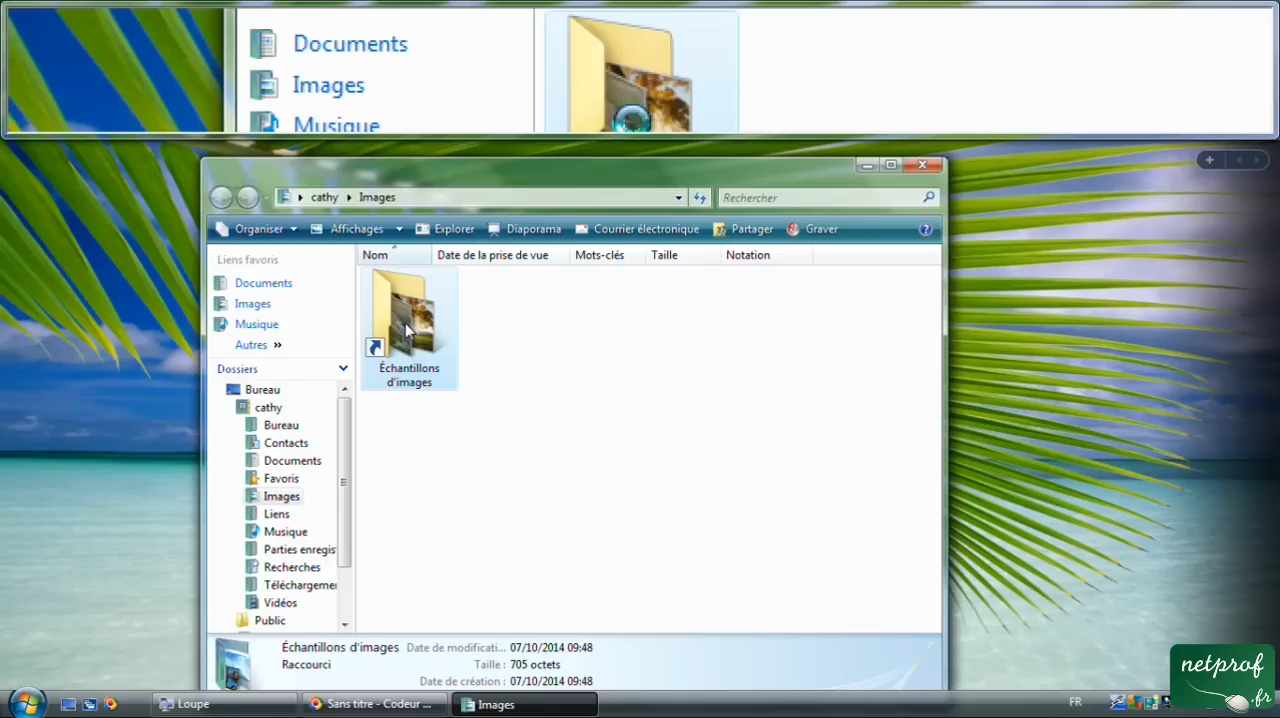 Documents
Images
Musique
cathy Images
Rechercher
Organiser Affichages Explorer Diaporama Courrier électronique Partager Graver
Liens favoris
Documents
Images
Musique
Autres »
Dossiers
Bureau
cathy
Bureau
Contacts
Documents
Favoris
Images
Liens
Musique
Parties enregis
Recherches
Téléchargeme
Vidéos
Public
Nom Date de la prise de vue Mots-clés Taille Notation
Échantillons
d'images
Échantillons d'images Date de modificati... 07/10/2014 09:48
Raccourci Taille : 705 octets
Date de création : 07/10/2014 09:48
Loupe Sans titre - Codeur ... Images FR
netprof
.fr